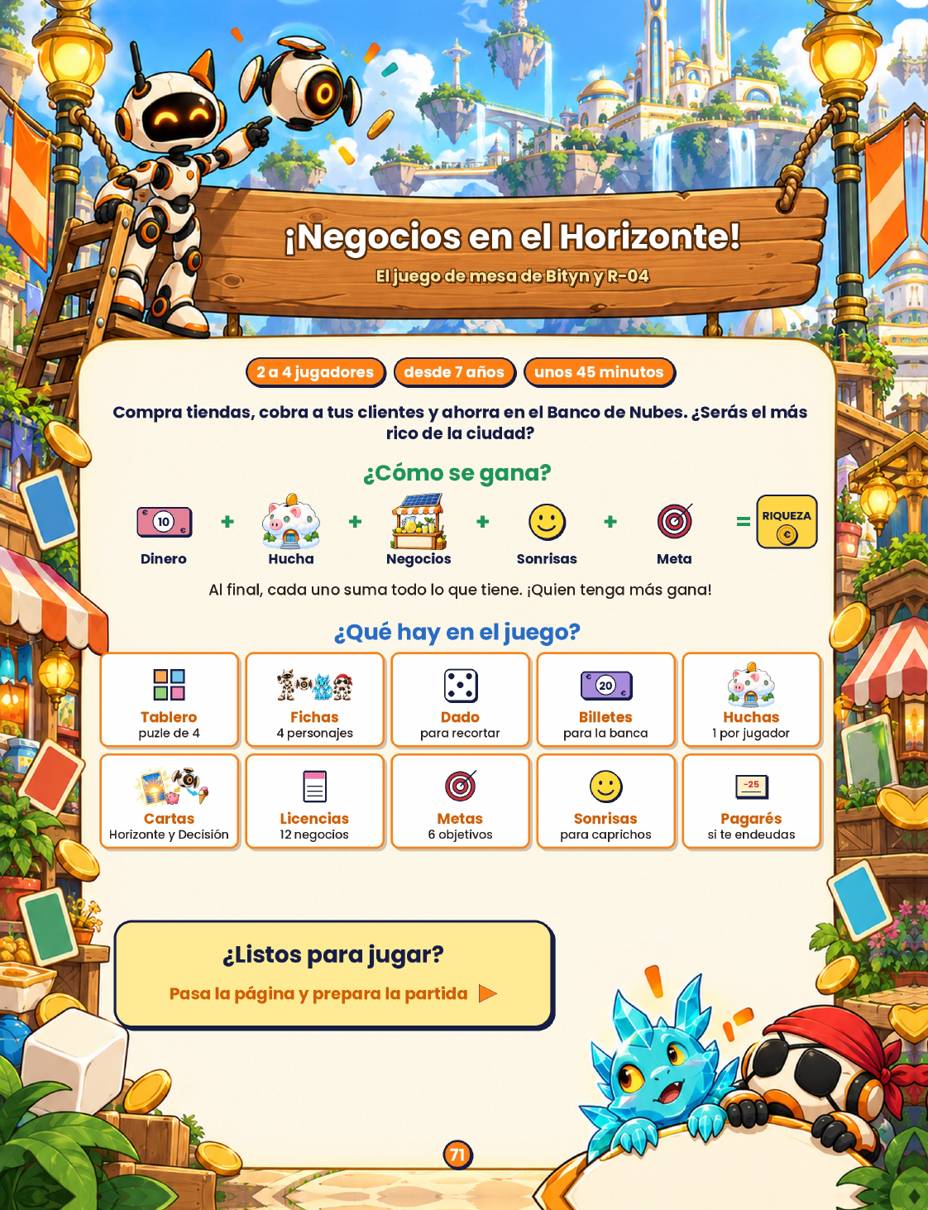 ¡Negocios en el Horizonte!
El juego de mesa de Bityn y R-04
2 a 4 jugadores
desde 7 años
unos 45 minutos
Compra tiendas, cobra a tus clientes y ahorra en el Banco de Nubes. ¿Serás el más
rico de la ciudad?
¿Cómo se gana?
€ 10 €
+
+
+
+
=
RIQUEZA
€
Dinero
Hucha
Negocios
Sonrisas
Meta
Al final, cada uno suma todo lo que tiene. ¡Quien tenga más gana!
¿Qué hay en el juego?
Tablero
puzle de 4
Fichas
4 personajes
Dado
para recortar
€ 20 €
Billetes
para la banca
Huchas
1 por jugador
Cartas
Horizonte y Decisión
Licencias
12 negocios
Metas
6 objetivos
Sonrisas
para caprichos
-25
Pagarés
si te endeudas
¿Listos para jugar?
Pasa la página y prepara la partida
71